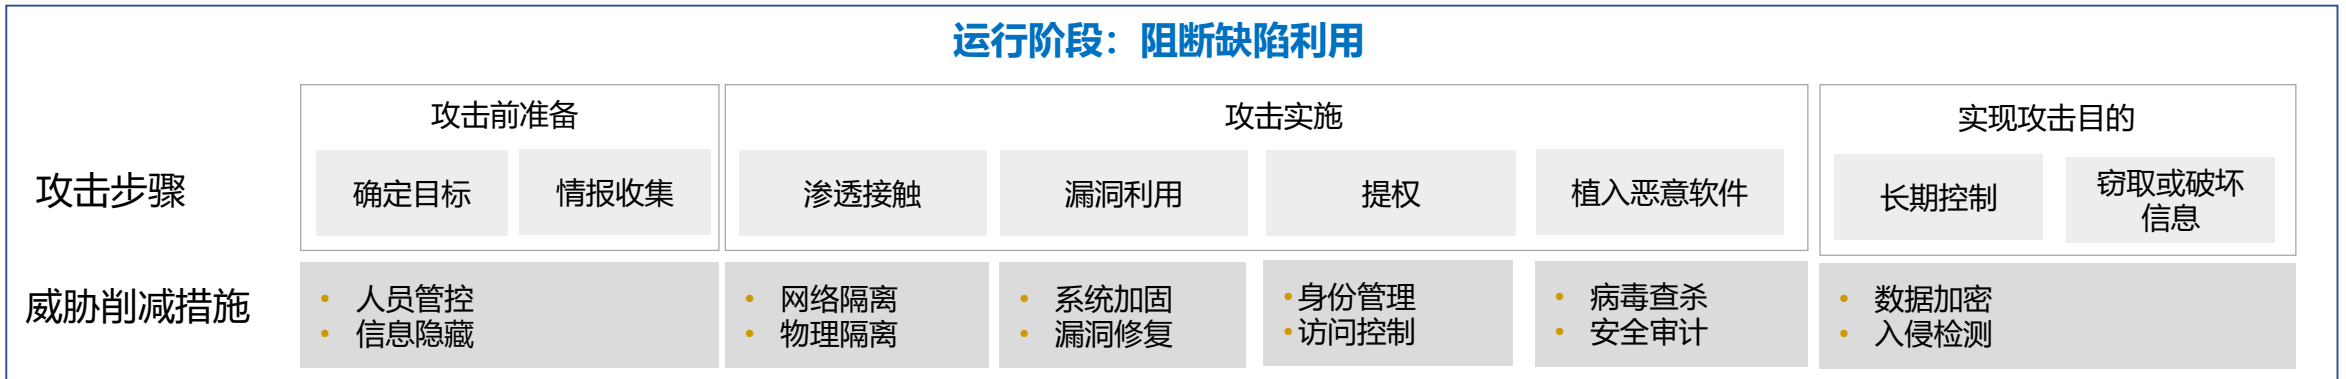 运行阶段：阻断缺陷利用
攻击前准备
攻击实施
实现攻击目的
攻击步骤
确定目标
情报收集
渗透接触
漏洞利用
提权
植入恶意软件
长期控制
窃取或破坏
信息
威胁削减措施
• 人员管控
• 信息隐藏
• 网络隔离
• 物理隔离
• 系统加固
• 漏洞修复
•身份管理
•访问控制
• 病毒查杀
• 安全审计
• 数据加密
• 入侵检测